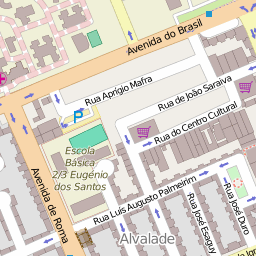 Avenida do Brasil
Rua Aprígio Mafra
Rua de João Saraiva
P
Rua do Centro Cultural
Escola
Básica
2/3 Eugénio
dos Santos
Avenida de Roma
Rua Luís Augusto Palmeirim
Rua José Duro
Rua José Esaguy
Alvalade